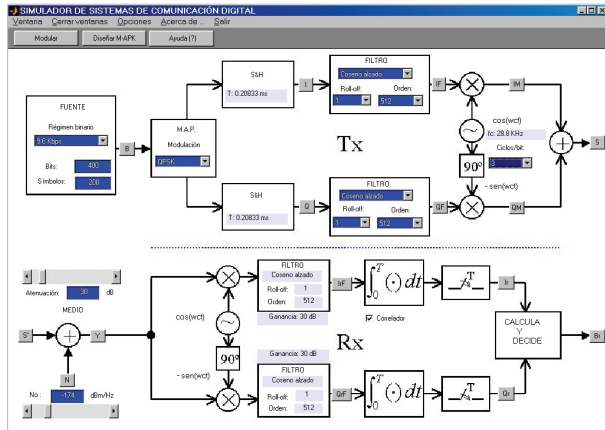 SIMULADOR DE SISTEMAS DE COMUNICACIÓN DIGITAL
Ventana Cerrar ventanas Opciones Acerca de ... Salir
Modular Diseñar M-APK Ayuda (?)
FUENTE
Régimen binario
9.6 Kbps
Bits: 400
Símbolos: 200
B
M.A.P.
Modulación
QPSK
S&H
T: 0.20833 ms
I
FILTRO
Coseno alzado
Roll-off: Orden:
1 512
IF
IM
Tx
cos(wct)
~
fc: 28.8 KHz
Ciclos/bit:
3
90º
- sen(wct)
+
S
S&H
T: 0.20833 ms
Q
FILTRO
Coseno alzado
Roll-off: Orden:
1 512
QF
QM
Atenuación: 30 dB
MEDIO
S'
+
Y
N
No : -174 dBm/Hz
cos(wct)
~
90º
- sen(wct)
FILTRO
Coseno alzado
Roll-off: 1
Orden: 512
Ganancia: 30 dB
IrF
∫₀ᵀ (·) dt
Correlador
T
Ir
Rx
CALCULA
Y
DECIDE
Br
Ganancia: 30 dB
FILTRO
Coseno alzado
Roll-off: 1
Orden: 512
QrF
∫₀ᵀ (·) dt
T
Qr